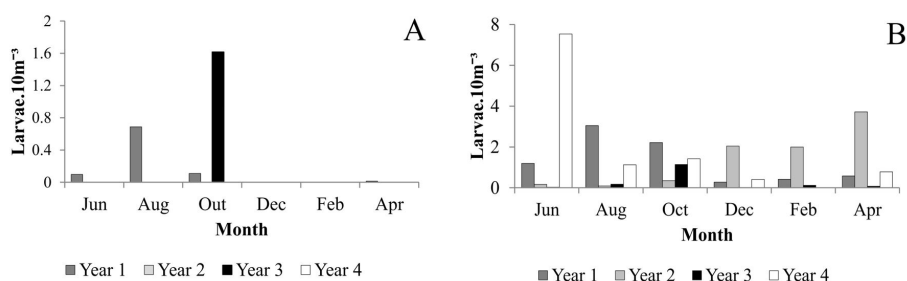 A
Larvae.10m⁻³
2
1.6
1.2
0.8
0.4
0
Jun Aug Out Dec Feb Apr
Month
Year 1 Year 2 Year 3 Year 4
B
Larvae.10m⁻³
8
6
4
2
0
Jun Aug Oct Dec Feb Apr
Month
Year 1 Year 2 Year 3 Year 4